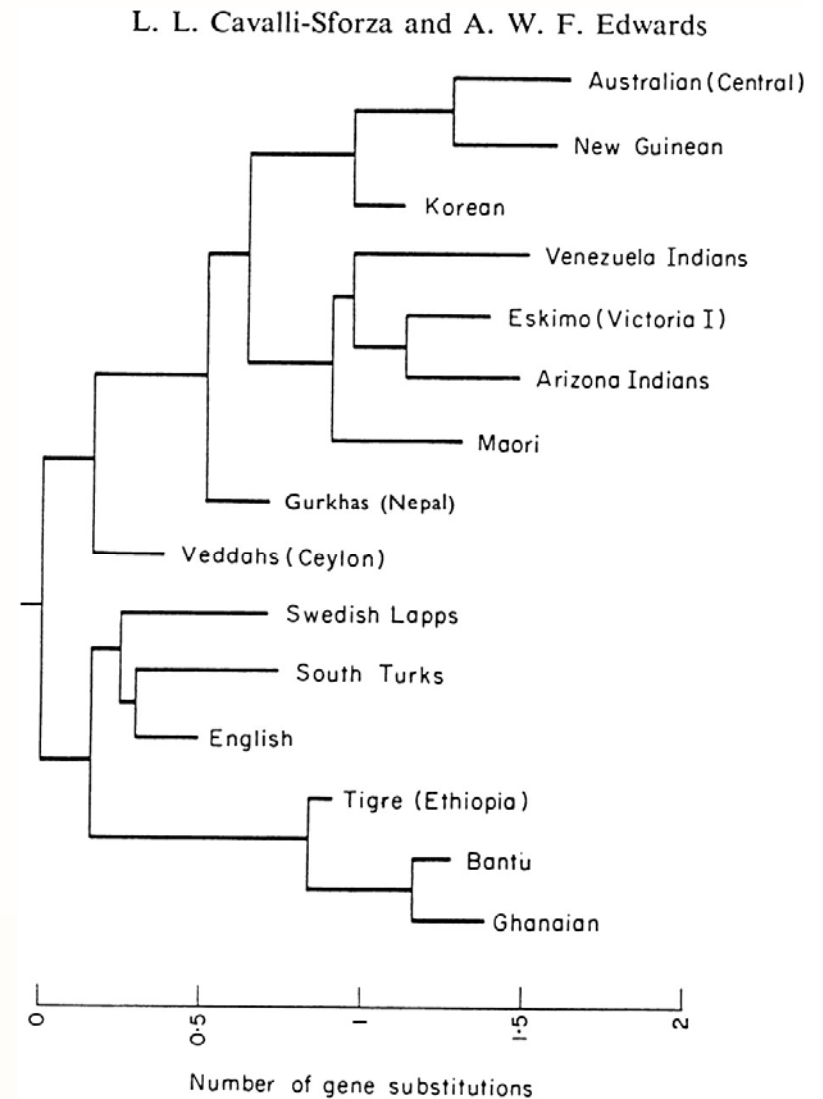 L. L. Cavalli-Sforza and A. W. F. Edwards
Australian (Central)
New Guinean
Korean
Venezuela Indians
Eskimo (Victoria I)
Arizona Indians
Maori
Gurkhas (Nepal)
Veddahs (Ceylon)
Swedish Lapps
South Turks
English
Tigre (Ethiopia)
Bantu
Ghanaian
0 0·5 1 1·5 2
Number of gene substitutions